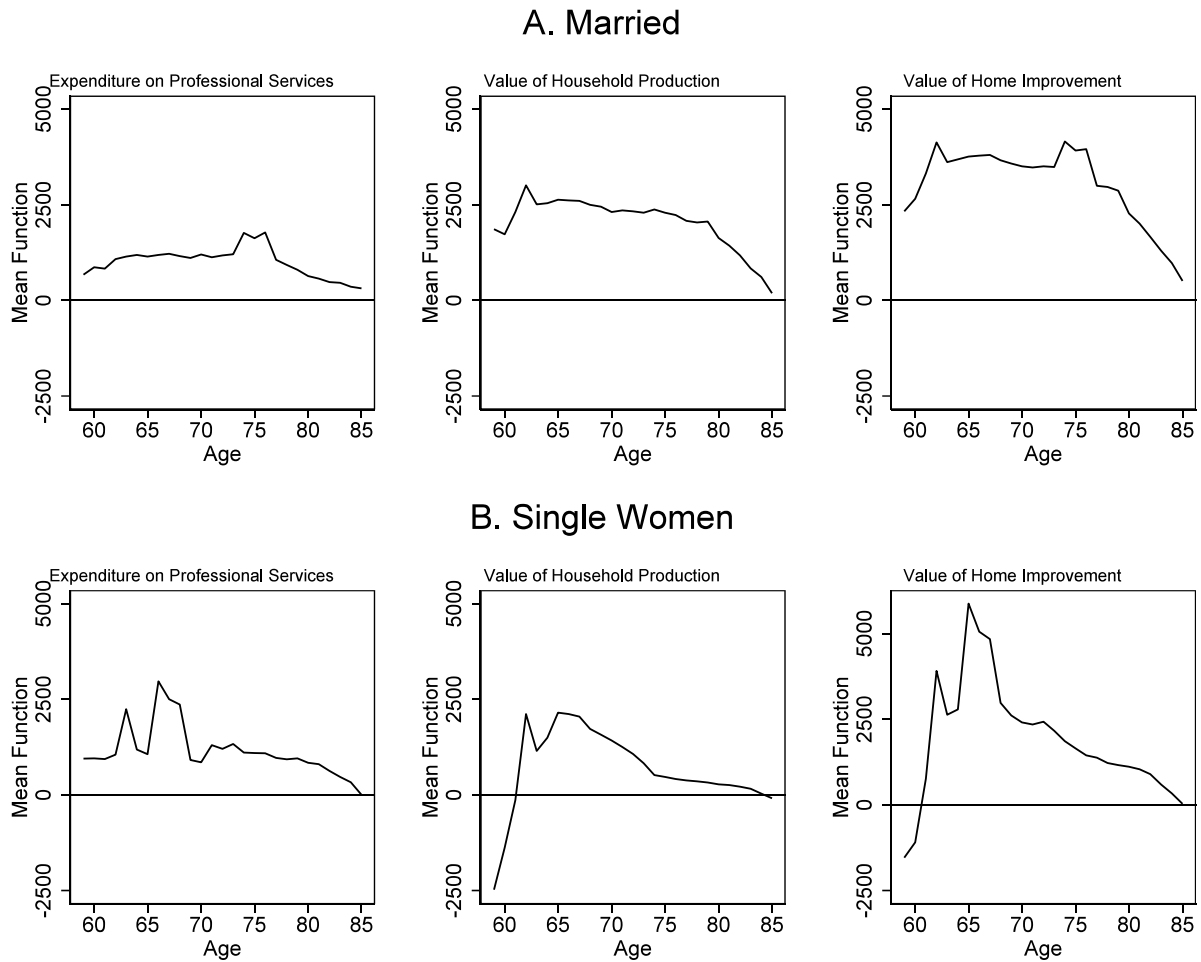 A. Married
Expenditure on Professional Services
Value of Household Production
Value of Home Improvement
Mean Function
5000
2500
0
-2500
60 65 70 75 80 85
Age
Mean Function
5000
2500
0
-2500
60 65 70 75 80 85
Age
Mean Function
5000
2500
0
-2500
60 65 70 75 80 85
Age
B. Single Women
Expenditure on Professional Services
Value of Household Production
Value of Home Improvement
Mean Function
5000
2500
0
-2500
60 65 70 75 80 85
Age
Mean Function
5000
2500
0
-2500
60 65 70 75 80 85
Age
Mean Function
5000
2500
0
-2500
60 65 70 75 80 85
Age